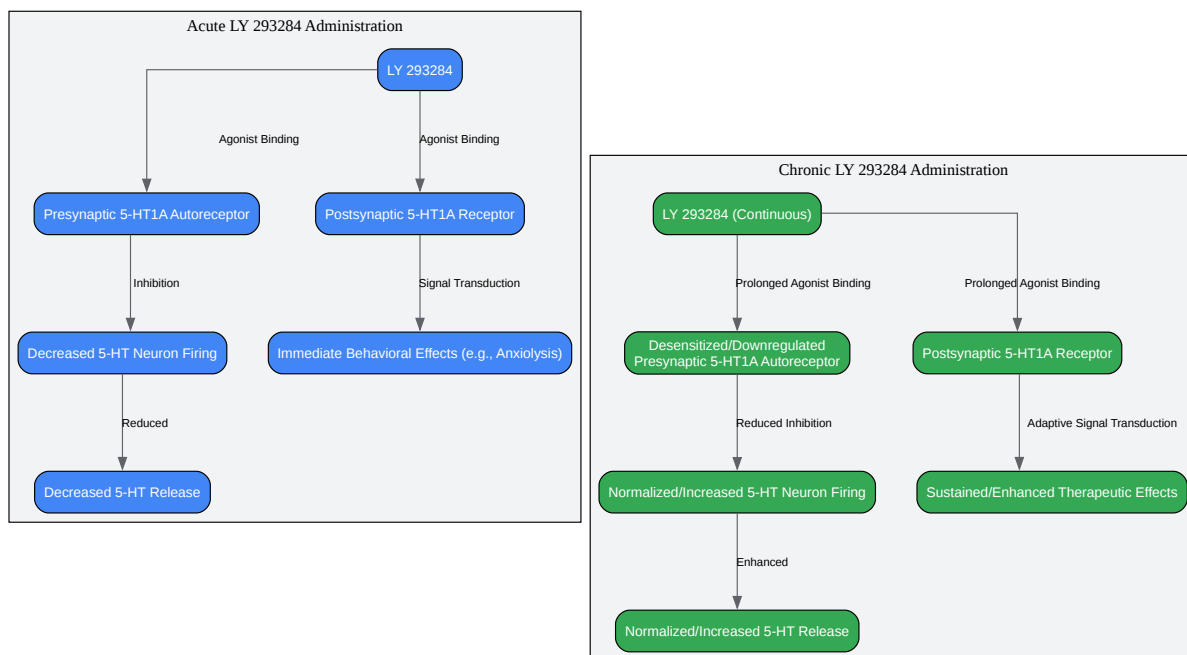 Acute LY 293284 Administration
LY 293284
Agonist Binding
Agonist Binding
Presynaptic 5-HT1A Autoreceptor
Postsynaptic 5-HT1A Receptor
Inhibition
Signal Transduction
Decreased 5-HT Neuron Firing
Immediate Behavioral Effects (e.g., Anxiolysis)
Reduced
Decreased 5-HT Release
Chronic LY 293284 Administration
LY 293284 (Continuous)
Prolonged Agonist Binding
Prolonged Agonist Binding
Desensitized/Downregulated
Presynaptic 5-HT1A Autoreceptor
Postsynaptic 5-HT1A Receptor
Reduced Inhibition
Adaptive Signal Transduction
Normalized/Increased 5-HT Neuron Firing
Sustained/Enhanced Therapeutic Effects
Enhanced
Normalized/Increased 5-HT Release